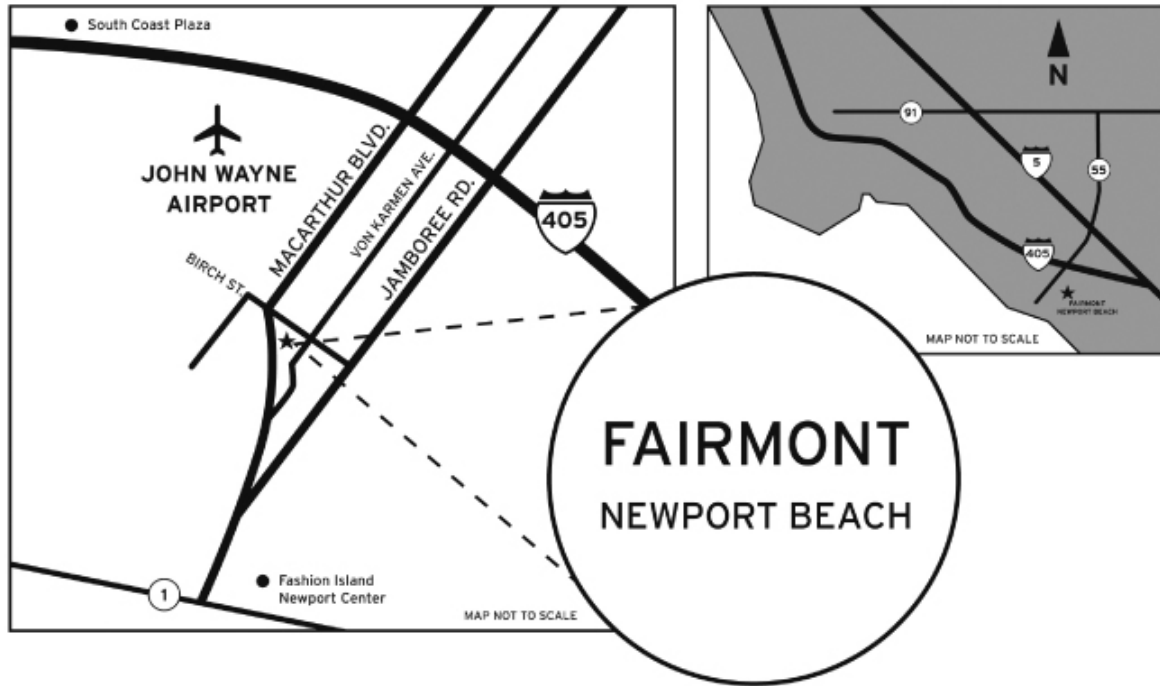 South Coast Plaza
JOHN WAYNE
AIRPORT
MACARTHUR BLVD.
VON KARMEN AVE.
JAMBOREE RD.
BIRCH ST.
405
1
Fashion Island
Newport Center
MAP NOT TO SCALE
FAIRMONT
NEWPORT BEACH
N
91
5
55
405
FAIRMONT
NEWPORT BEACH
MAP NOT TO SCALE